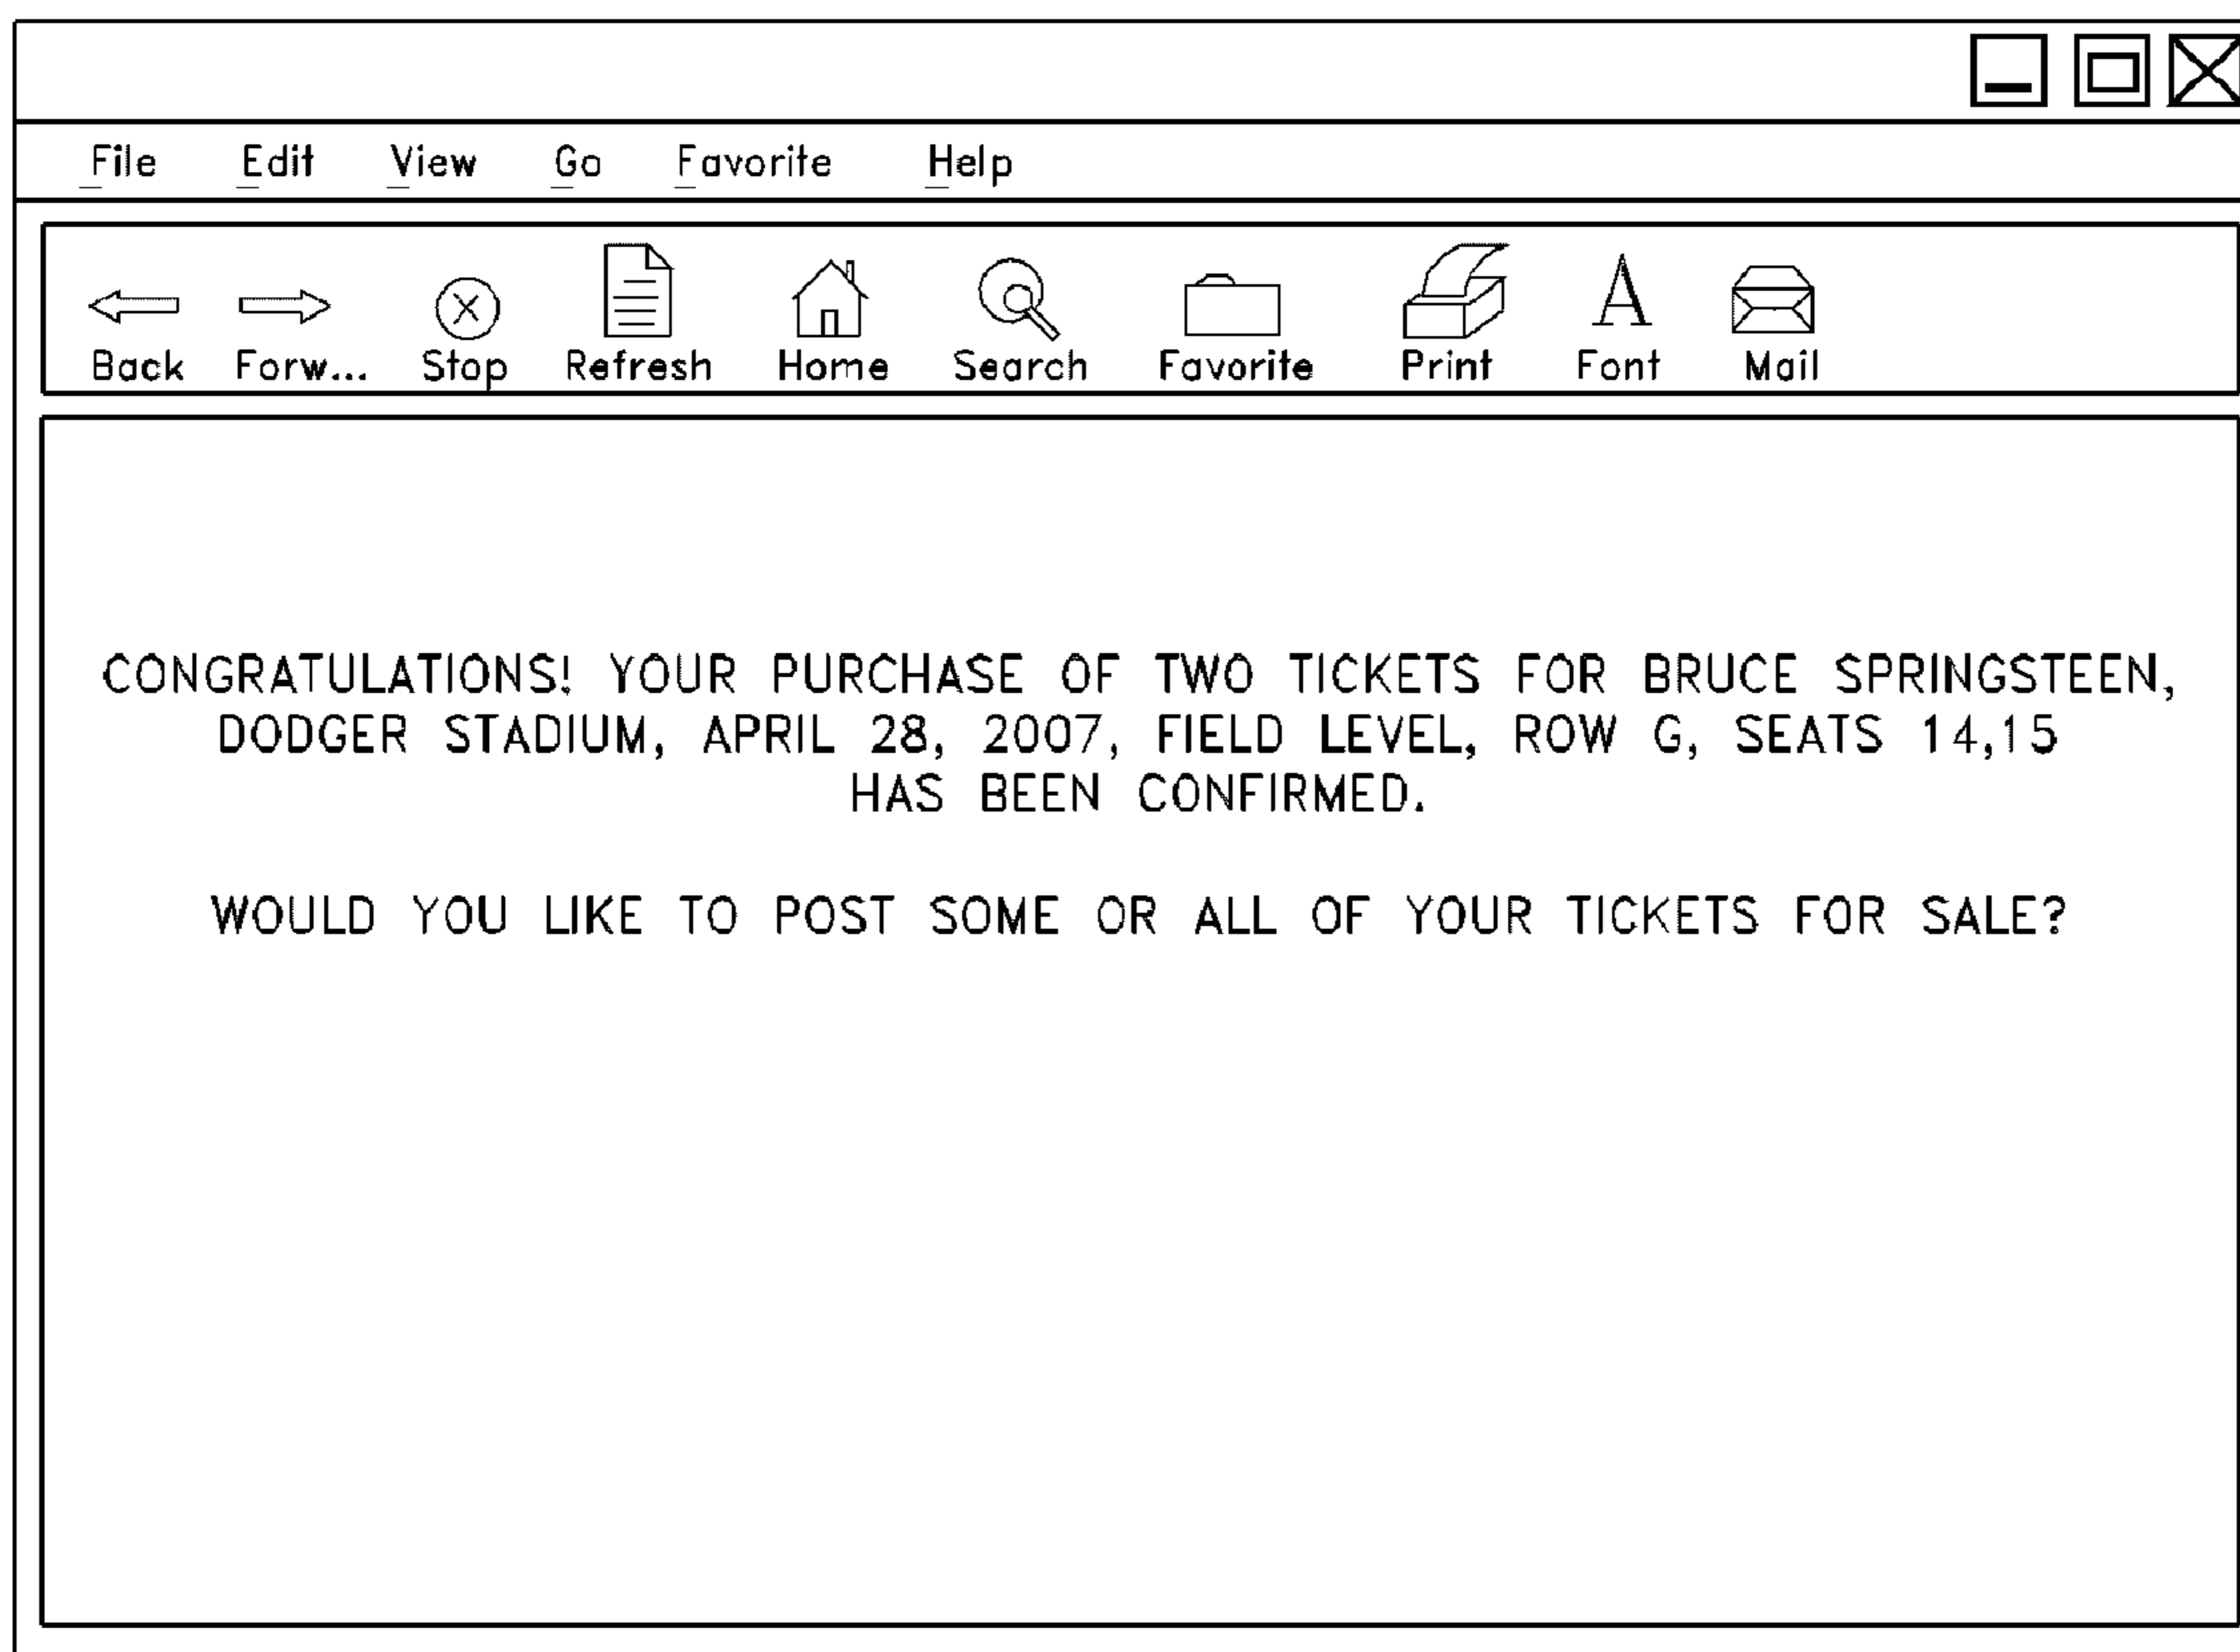 File Edit View Go Favorite Help
Back Forw... Stop Refresh Home Search Favorite Print Font Mail
CONGRATULATIONS! YOUR PURCHASE OF TWO TICKETS FOR BRUCE SPRINGSTEEN,
DODGER STADIUM, APRIL 28, 2007, FIELD LEVEL, ROW G, SEATS 14,15
HAS BEEN CONFIRMED.
WOULD YOU LIKE TO POST SOME OR ALL OF YOUR TICKETS FOR SALE?